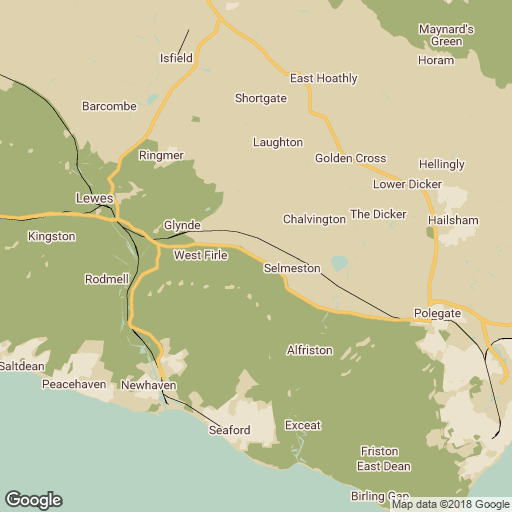 Maynard's
Green
Isfield
Horam
East Hoathly
Shortgate
Barcombe
Laughton
Ringmer
Golden Cross
Hellingly
Lower Dicker
Lewes
The Dicker
Chalvington
Hailsham
Glynde
Kingston
West Firle
Selmeston
Rodmell
Polegate
Alfriston
Saltdean
Peacehaven
Newhaven
Exceat
Seaford
Friston
East Dean
Birling Gap
Google
Map data ©2018 Google